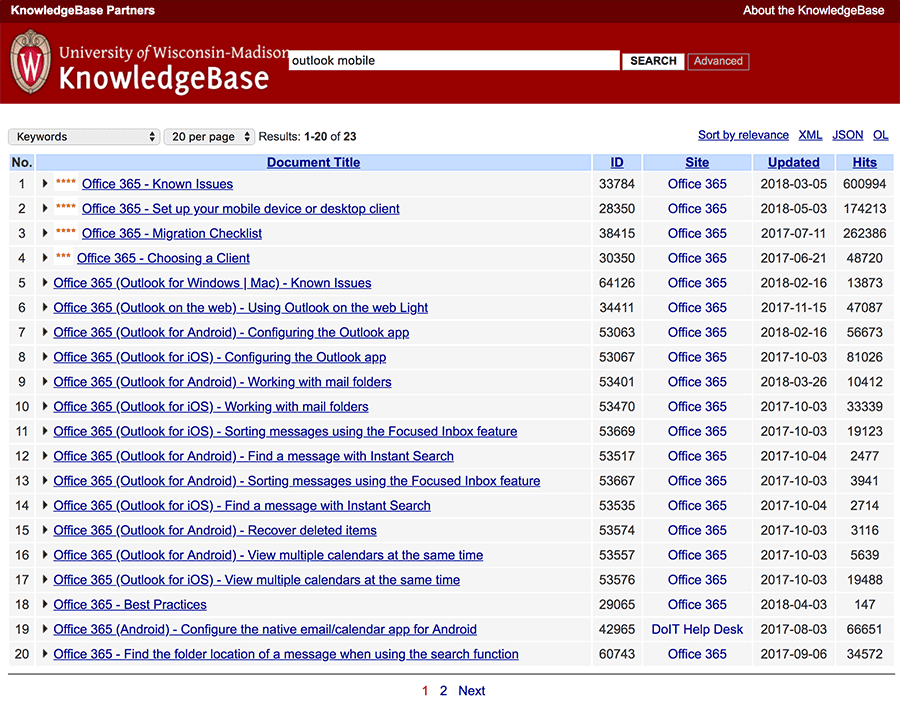 KnowledgeBase Partners About the KnowledgeBase
University of Wisconsin-Madison
KnowledgeBase
outlook mobile SEARCH Advanced
W
Keywords 20 per page Results: 1-20 of 23 Sort by relevance XML JSON OL
No. Document Title ID Site Updated Hits
1 **** Office 365 - Known Issues 33784 Office 365 2018-03-05 600994
2 **** Office 365 - Set up your mobile device or desktop client 28350 Office 365 2018-05-03 174213
3 **** Office 365 - Migration Checklist 38415 Office 365 2017-07-11 262386
4 *** Office 365 - Choosing a Client 30350 Office 365 2017-06-21 48720
5 Office 365 (Outlook for Windows | Mac) - Known Issues 64126 Office 365 2018-02-16 13873
6 Office 365 (Outlook on the web) - Using Outlook on the web Light 34411 Office 365 2017-11-15 47087
7 Office 365 (Outlook for Android) - Configuring the Outlook app 53063 Office 365 2018-02-16 56673
8 Office 365 (Outlook for iOS) - Configuring the Outlook app 53067 Office 365 2017-10-03 81026
9 Office 365 (Outlook for Android) - Working with mail folders 53401 Office 365 2018-03-26 10412
10 Office 365 (Outlook for iOS) - Working with mail folders 53470 Office 365 2017-10-03 33339
11 Office 365 (Outlook for iOS) - Sorting messages using the Focused Inbox feature 53669 Office 365 2017-10-03 19123
12 Office 365 (Outlook for Android) - Find a message with Instant Search 53517 Office 365 2017-10-04 2477
13 Office 365 (Outlook for Android) - Sorting messages using the Focused Inbox feature 53667 Office 365 2017-10-03 3941
14 Office 365 (Outlook for iOS) - Find a message with Instant Search 53535 Office 365 2017-10-04 2714
15 Office 365 (Outlook for Android) - Recover deleted items 53574 Office 365 2017-10-03 3116
16 Office 365 (Outlook for Android) - View multiple calendars at the same time 53557 Office 365 2017-10-03 5639
17 Office 365 (Outlook for iOS) - View multiple calendars at the same time 53576 Office 365 2017-10-03 19488
18 Office 365 - Best Practices 29065 Office 365 2018-04-03 147
19 Office 365 (Android) - Configure the native email/calendar app for Android 42965 DoIT Help Desk 2017-08-03 66651
20 Office 365 - Find the folder location of a message when using the search function 60743 Office 365 2017-09-06 34572
1 2 Next